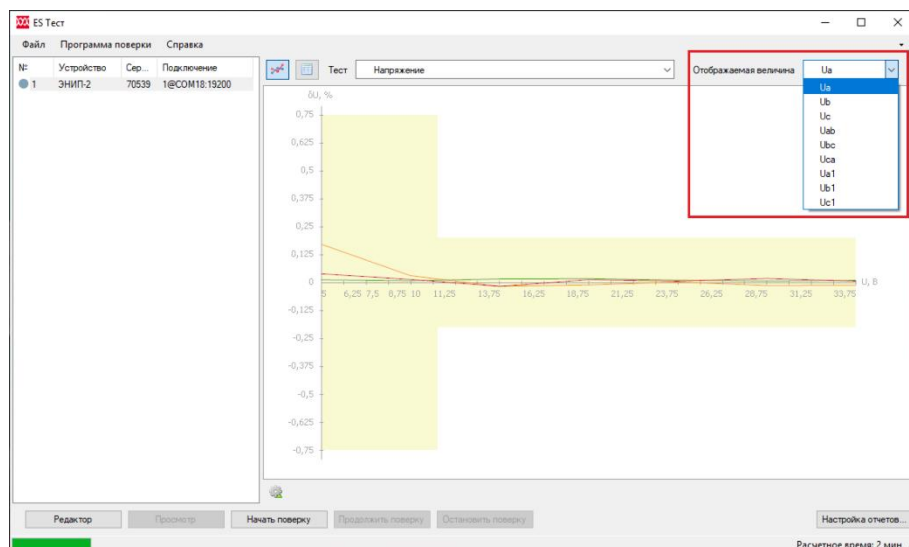 ES Тест
Файл Программа поверки Справка
№ Устройство Сер... Подключение
1 ЭНИП-2 70539 1@COM18:19200
Тест Напряжение Отображаемая величина Ua
Ua
Ub
Uc
Uab
Ubc
Uca
Ua1
Ub1
Uc1
δU, %
0,75
0,625
0,5
0,375
0,25
0,125
0
5 6,25 7,5 8,75 10 11,25 13,75 16,25 18,75 21,25 23,75 26,25 28,75 31,25 33,75 U, В
-0,125
-0,25
-0,375
-0,5
-0,625
-0,75
Редактор Просмотр Начать поверку Продолжить поверку Остановить поверку Настройка отчетов...
Расчетное время: 2 мин